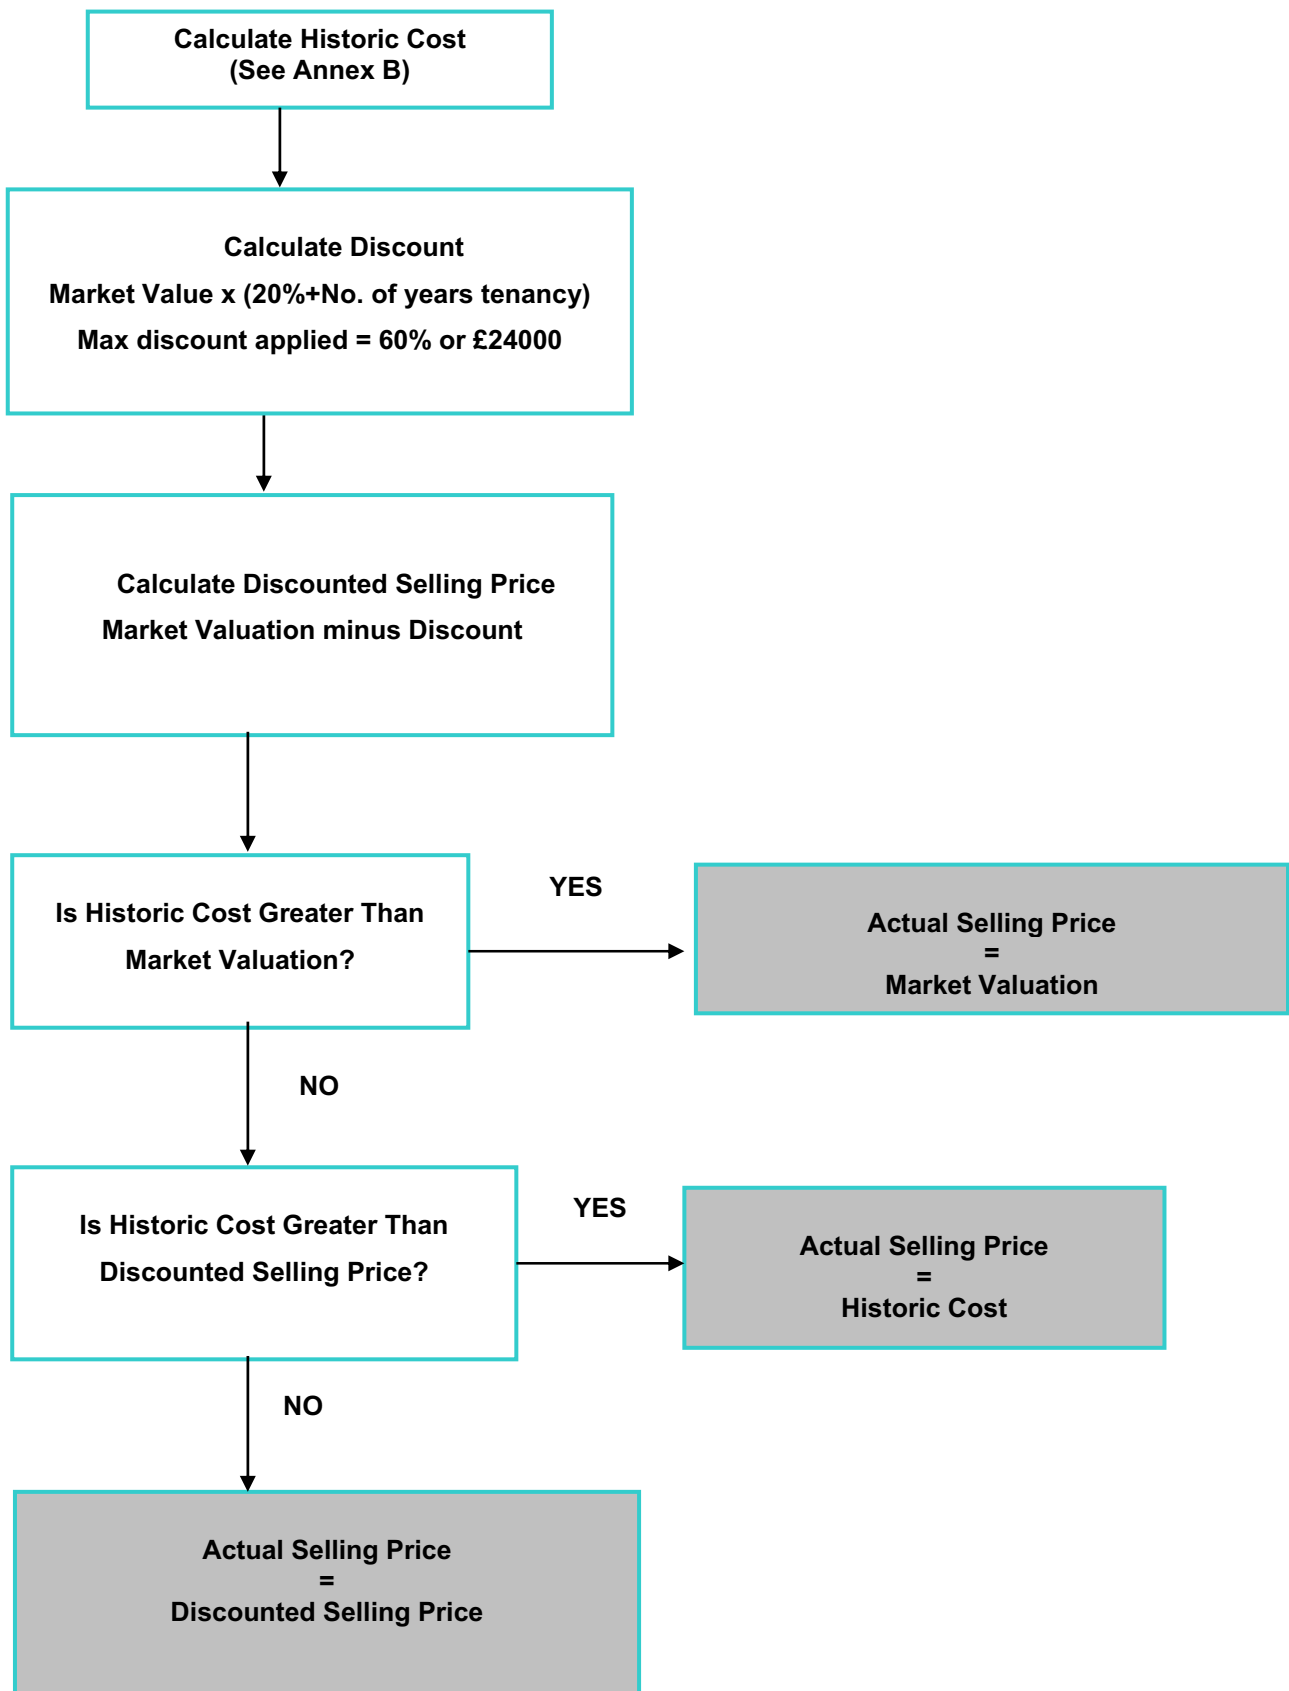 Calculate Historic Cost
(See Annex B)
Calculate Discount
Market Value x (20%+No. of years tenancy)
Max discount applied = 60% or £24000
Calculate Discounted Selling Price
Market Valuation minus Discount
Is Historic Cost Greater Than
Market Valuation?
YES
Actual Selling Price
=
Market Valuation
NO
Is Historic Cost Greater Than
Discounted Selling Price?
YES
Actual Selling Price
=
Historic Cost
NO
Actual Selling Price
=
Discounted Selling Price